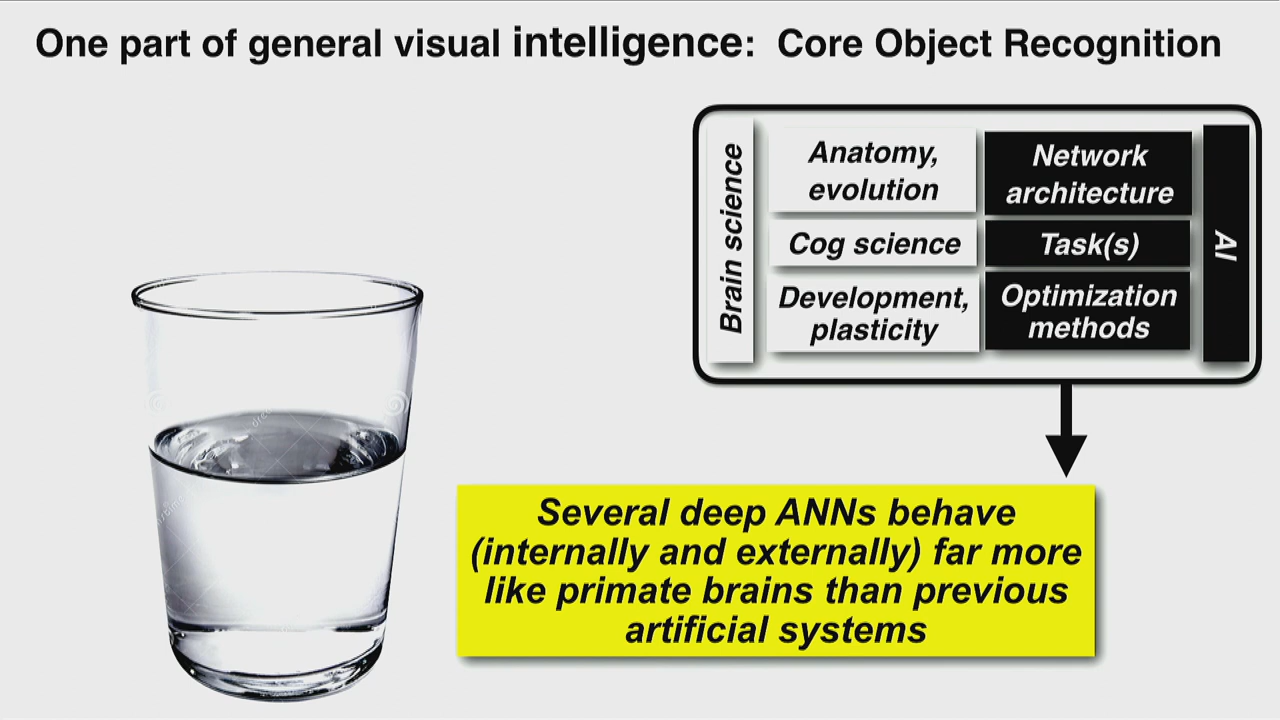 One part of general visual intelligence: Core Object Recognition
Brain science
Anatomy,
evolution
Network
architecture
Cog science
Task(s)
Development,
plasticity
Optimization
methods
AI
Several deep ANNs behave
(internally and externally) far more
like primate brains than previous
artificial systems